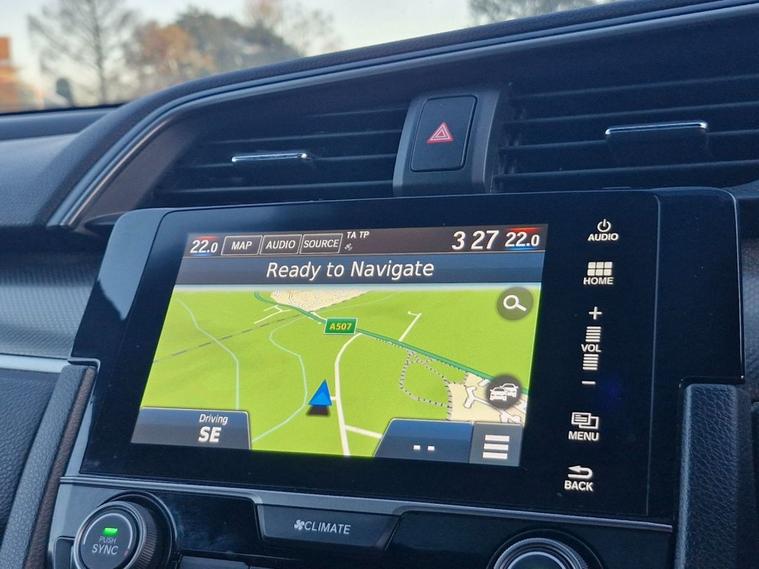 22.0 MAP AUDIO SOURCE TA TP 3 27 22.0
Ready to Navigate
A507
Driving
SE
--
AUDIO
HOME
+
VOL
-
MENU
BACK
PUSH
SYNC
CLIMATE